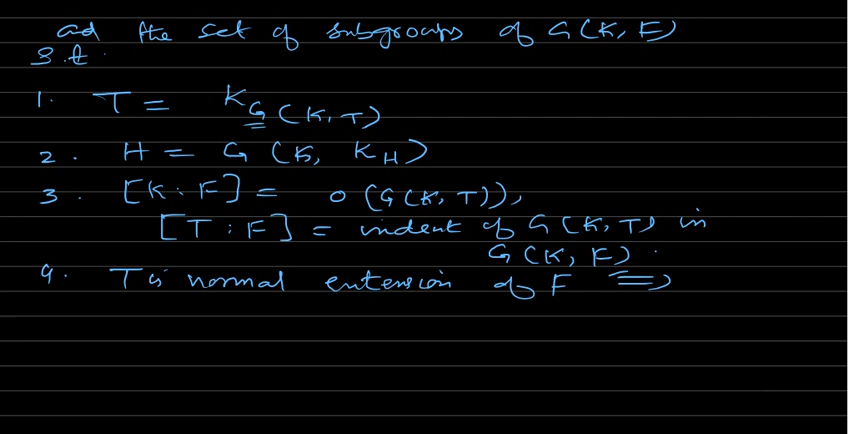 and the set of subgroups of G(K, F)
s.t.
1. T = K_G(K, T)
2. H = G(K, K_H)
3. [K : F] = o(G(K, T)),
[T : F] = index of G(K, T) in
G(K, F).
4. T is normal extension of F ⟹